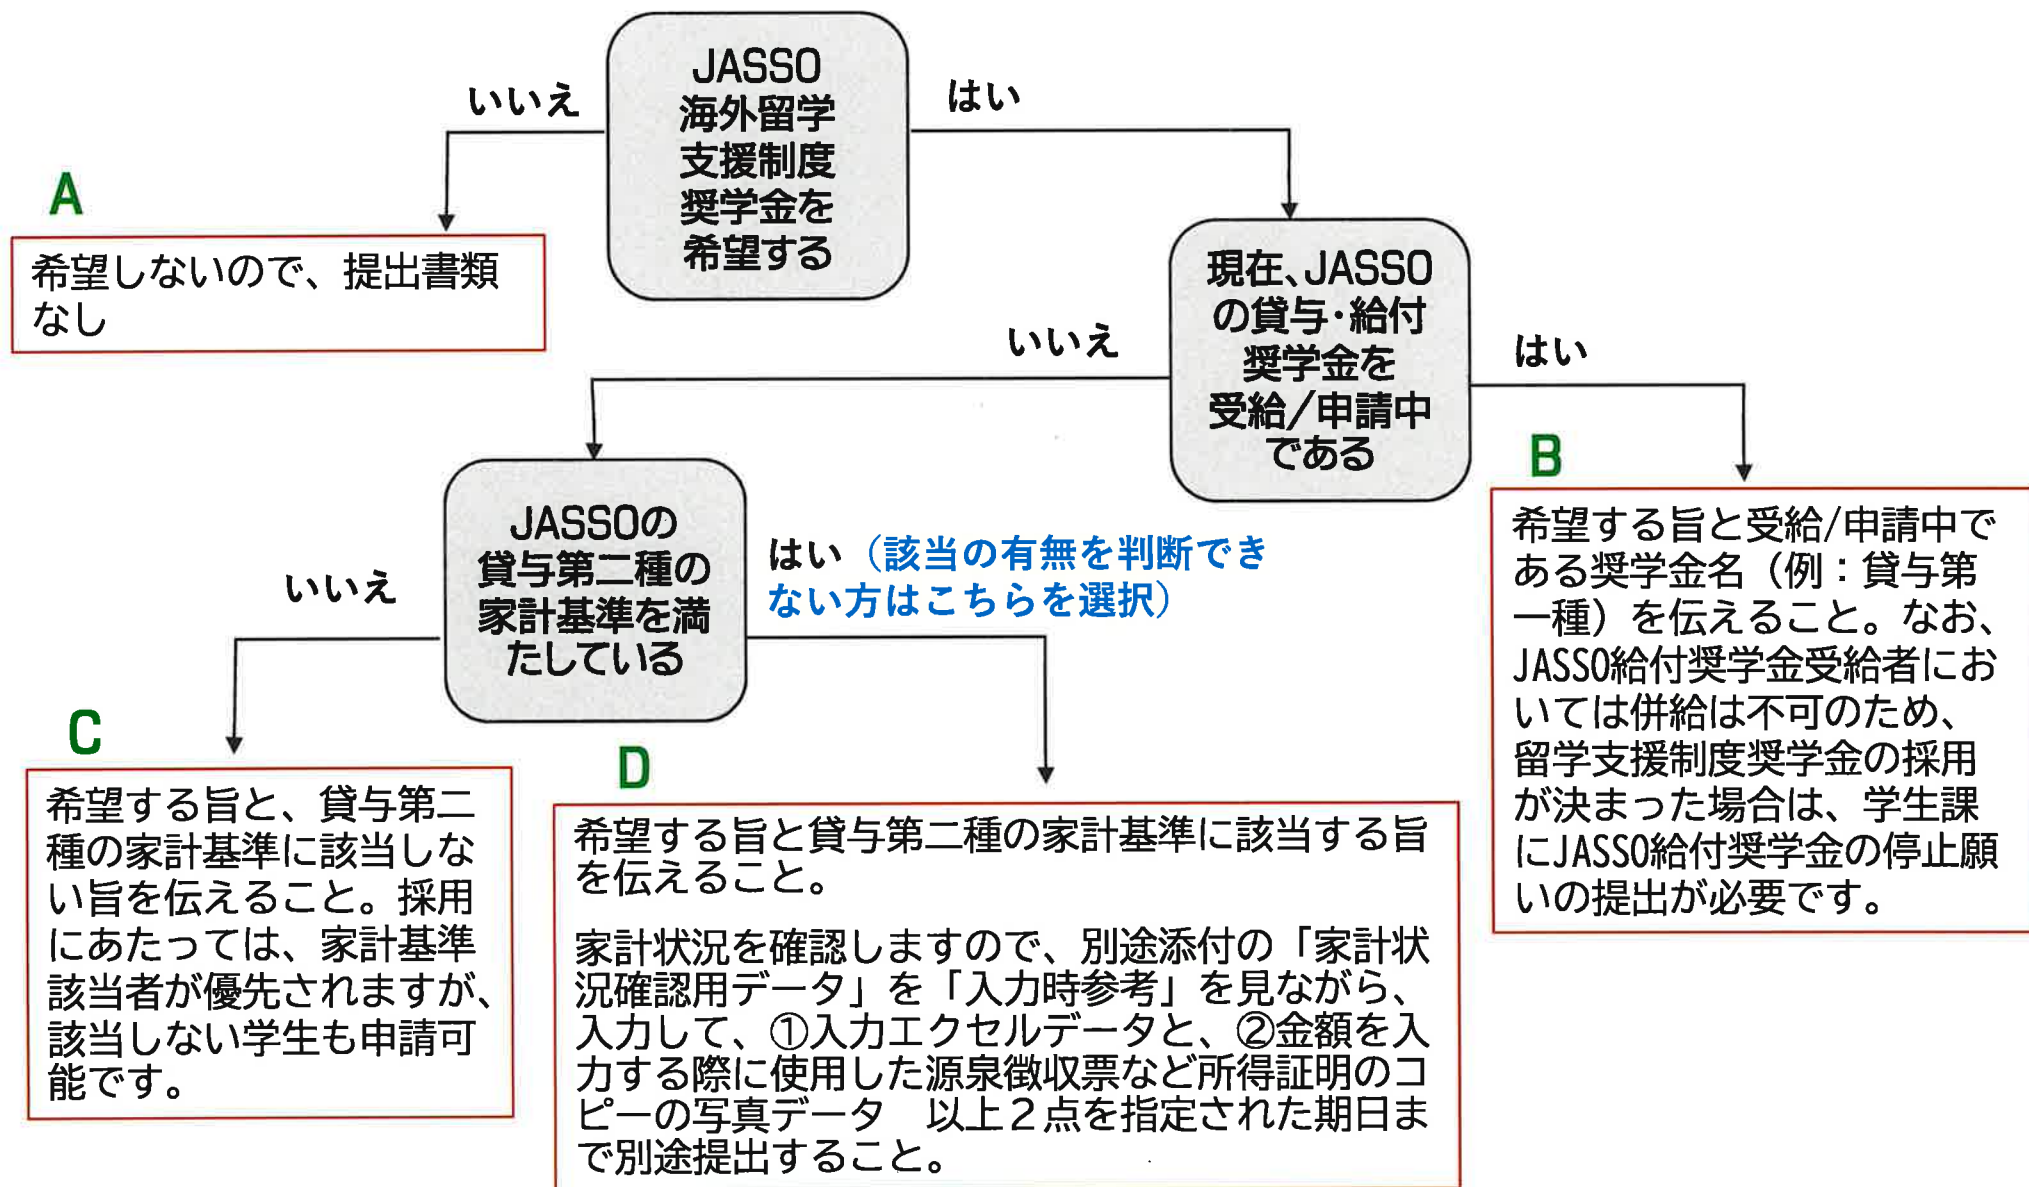 JASSO
海外留学
支援制度
奨学金を
希望する
いいえ
はい
A
希望しないので、提出書類
なし
現在、JASSO
の貸与・給付
奨学金を
受給/申請中
である
いいえ
はい
B
希望する旨と受給/申請中で
ある奨学金名（例：貸与第
一種）を伝えること。なお、
JASSO給付奨学金受給者にお
いては併給は不可のため、
留学支援制度奨学金の採用
が決まった場合は、学生課
にJASSO給付奨学金の停止願
いの提出が必要です。
JASSOの
貸与第二種の
家計基準を満
たしている
いいえ
はい（該当の有無を判断でき
ない方はこちらを選択）
C
希望する旨と、貸与第二
種の家計基準に該当しな
い旨を伝えること。採用
にあたっては、家計基準
該当者が優先されますが、
該当しない学生も申請可
能です。
D
希望する旨と貸与第二種の家計基準に該当する旨
を伝えること。
家計状況を確認しますので、別途添付の「家計状
況確認用データ」を「入力時参考」を見ながら、
入力して、①入力エクセルデータと、②金額を入
力する際に使用した源泉徴収票など所得証明のコ
ピーの写真データ　以上２点を指定された期日ま
で別途提出すること。